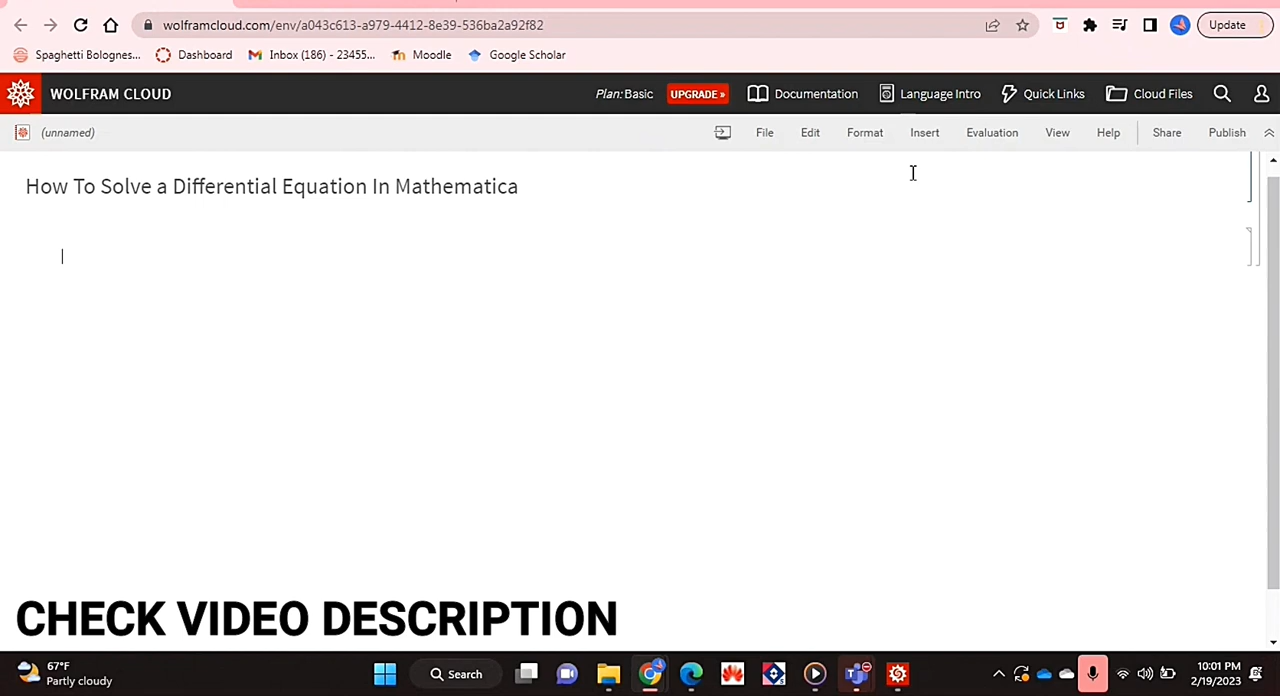 wolframcloud.com/env/a043c613-a979-4412-8e39-536ba2a92f82 Update
Spaghetti Bolognes... Dashboard Inbox (186) - 23455... Moodle Google Scholar
WOLFRAM CLOUD Plan: Basic UPGRADE » Documentation Language Intro Quick Links Cloud Files
(unnamed) File Edit Format Insert Evaluation View Help Share Publish
How To Solve a Differential Equation In Mathematica
CHECK VIDEO DESCRIPTION
67°F Search 10:01 PM
Partly cloudy 2/19/2023